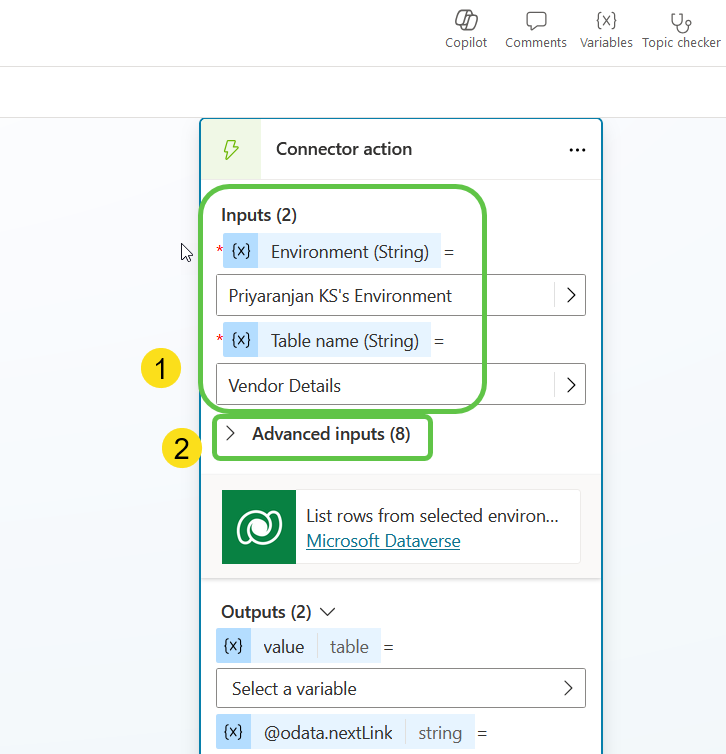 Copilot Comments Variables Topic checker
Connector action
Inputs (2)
* {x} Environment (String) =
Priyaranjan KS's Environment
* {x} Table name (String) =
1
Vendor Details
Advanced inputs (8)
2
List rows from selected environ...
Microsoft Dataverse
Outputs (2)
{x} value table =
Select a variable
{x} @odata.nextLink string =